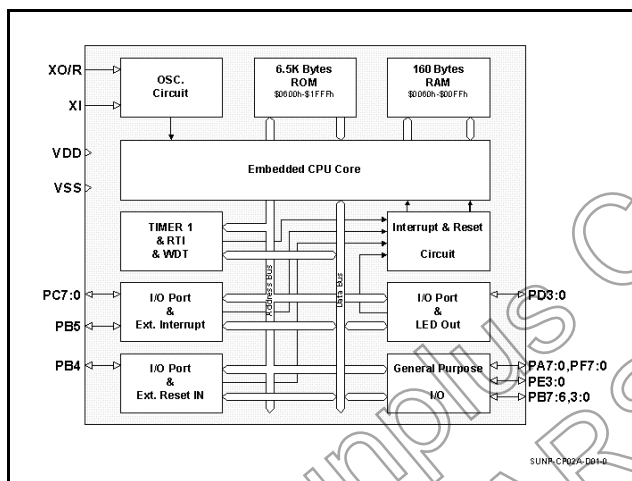 XO/R
XI
VDD
VSS
PC7:0
PB5
PB4
OSC.
Circuit
6.5K Bytes
ROM
$0600h-$1FFFh
160 Bytes
RAM
$0060h-$00FFh
Embedded CPU Core
TIMER 1
& RTI
& WDT
Interrupt & Reset
Circuit
Address Bus
Data Bus
I/O Port
&
Ext. Interrupt
I/O Port
&
LED Out
I/O Port
&
Ext. Reset IN
General Purpose
I/O
PD3:0
PA7:0,PF7:0
PE3:0
PB7:6,3:0
SUNP-CP02A-D01-0